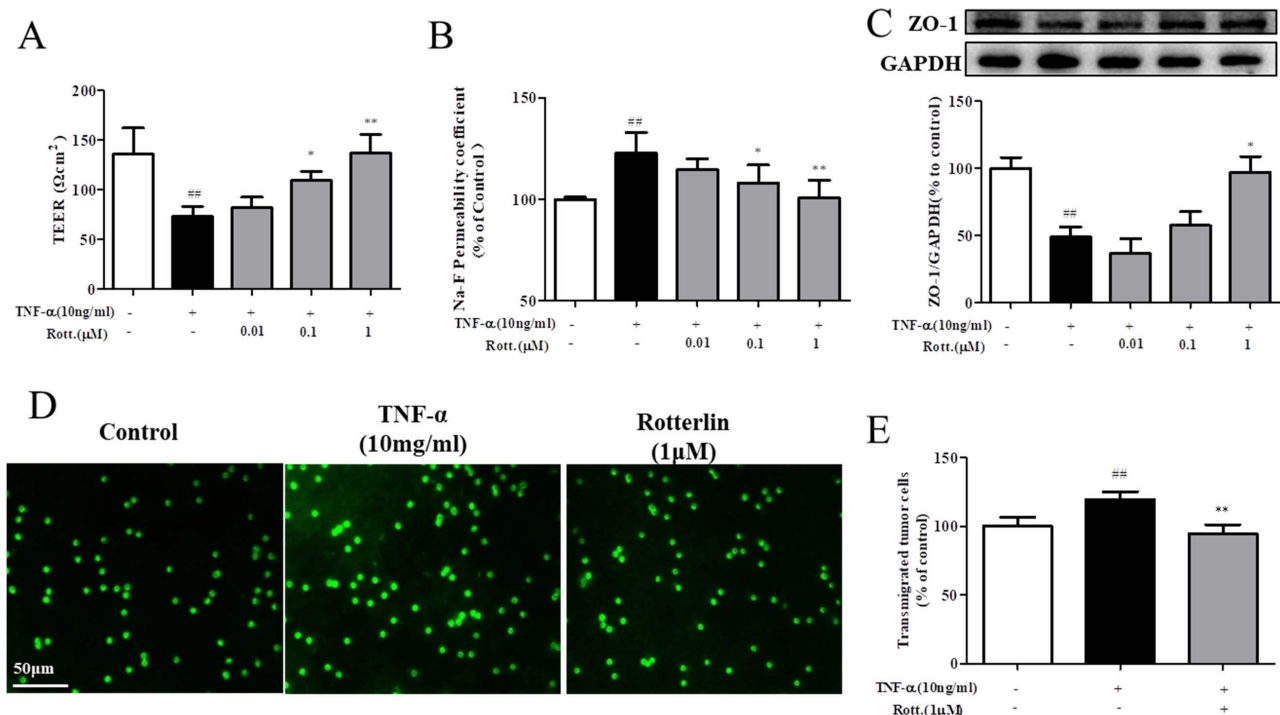 A
TEER (Ωcm²)
200
150
100
50
0
##
*
**
TNF-α(10ng/ml) - + + + +
Rott.(μM) - - 0.01 0.1 1
B
Na-F Permeability coefficient
(% of Control )
150
100
50
##
*
**
TNF-α(10ng/ml) - + + + +
Rott.(μM) - - 0.01 0.1 1
C
ZO-1
GAPDH
ZO-1/GAPDH(% to control)
150
100
50
0
##
*
TNF-α(10ng/ml) - + + + +
Rott.(μM) - - 0.01 0.1 1
D
Control
TNF-α
(10mg/ml)
Rotterlin
(1μM)
50μm
E
Transmigrated tumor cells
(% of control)
150
100
50
0
##
**
TNF-α(10ng/ml) - + +
Rott.(1μM) - - +